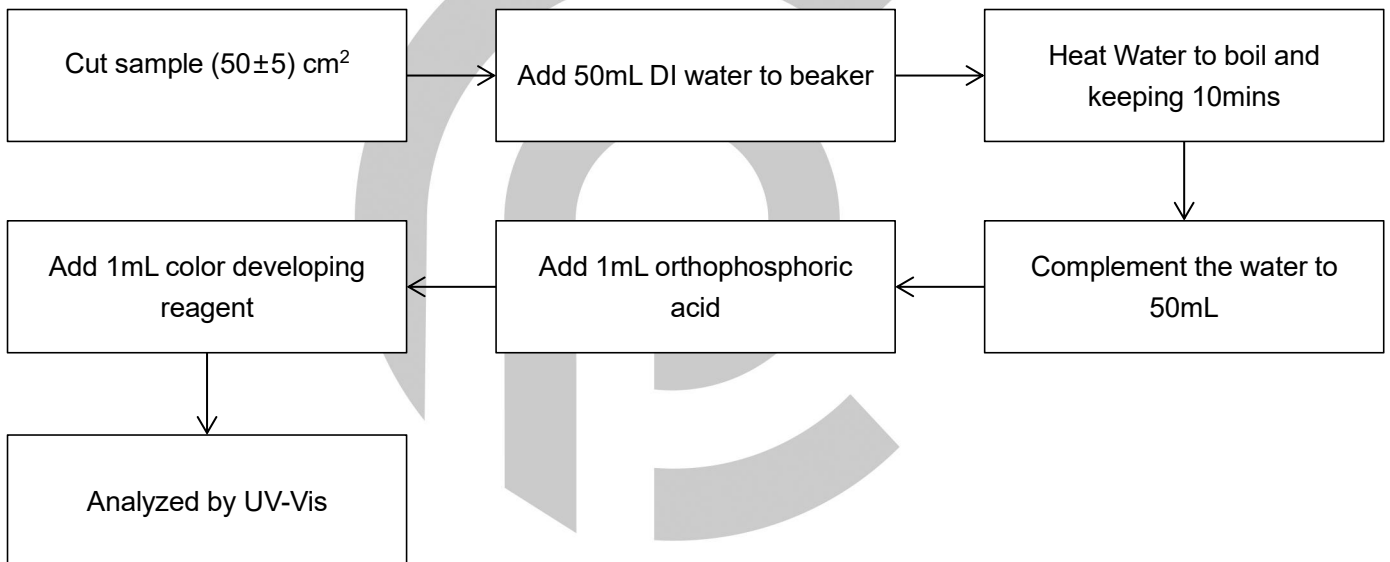 Cut sample (50±5) cm²
Add 50mL DI water to beaker
Heat Water to boil and
keeping 10mins
Complement the water to
50mL
Add 1mL orthophosphoric
acid
Add 1mL color developing
reagent
Analyzed by UV-Vis